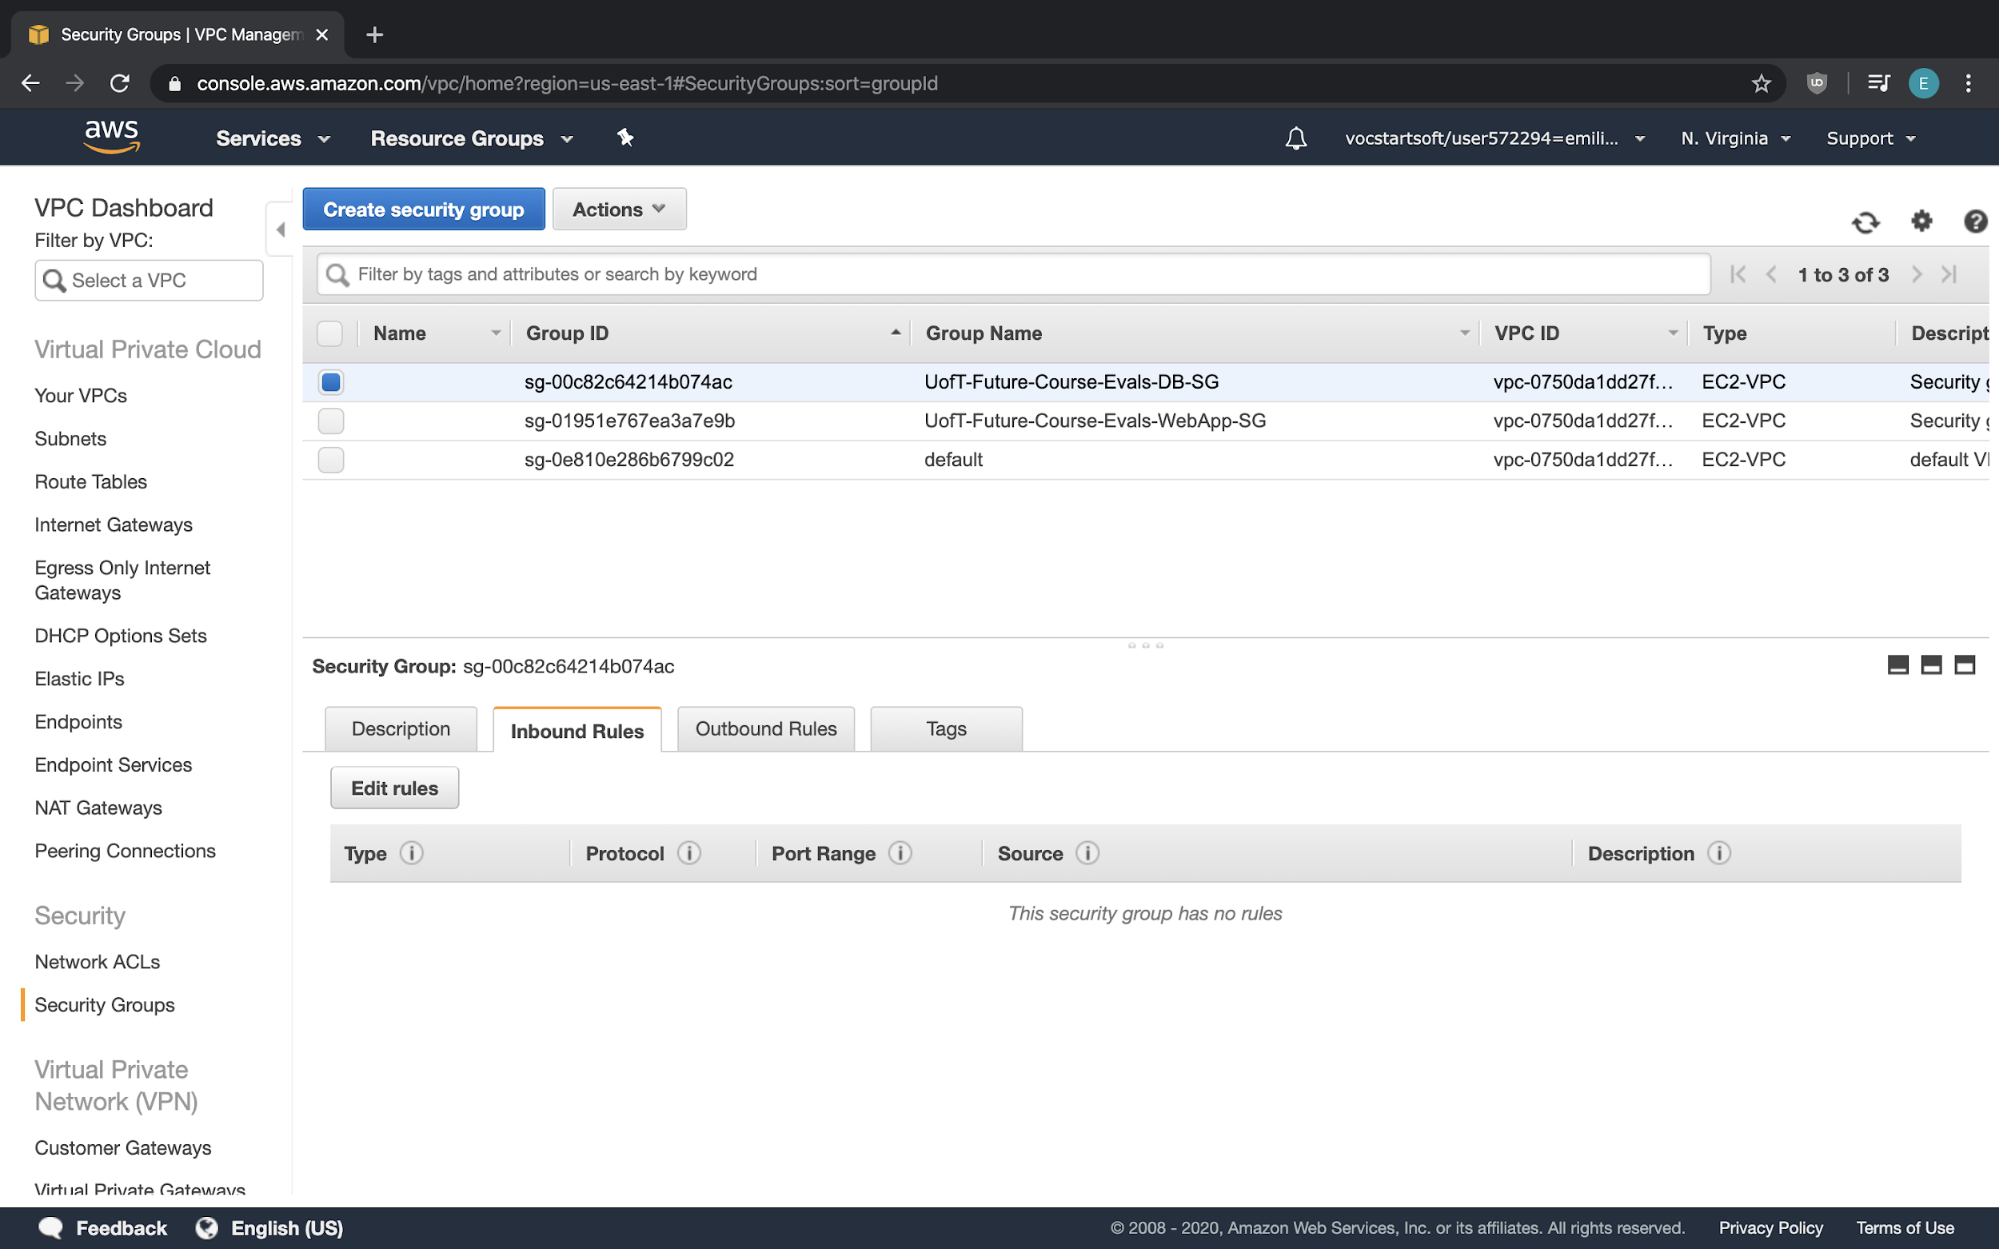 Security Groups | VPC Managem
console.aws.amazon.com/vpc/home?region=us-east-1#SecurityGroups:sort=groupId
E
aws Services Resource Groups vocstartsoft/user572294=emili... N. Virginia Support
VPC Dashboard
Filter by VPC:
Select a VPC
Virtual Private Cloud
Your VPCs
Subnets
Route Tables
Internet Gateways
Egress Only Internet
Gateways
DHCP Options Sets
Elastic IPs
Endpoints
Endpoint Services
NAT Gateways
Peering Connections
Security
Network ACLs
Security Groups
Virtual Private
Network (VPN)
Customer Gateways
Virtual Private Gateways
Create security group Actions
Filter by tags and attributes or search by keyword 1 to 3 of 3
Name Group ID Group Name VPC ID Type Descript
sg-00c82c64214b074ac UofT-Future-Course-Evals-DB-SG vpc-0750da1dd27f... EC2-VPC Security g
sg-01951e767ea3a7e9b UofT-Future-Course-Evals-WebApp-SG vpc-0750da1dd27f... EC2-VPC Security g
sg-0e810e286b6799c02 default vpc-0750da1dd27f... EC2-VPC default VI
Security Group: sg-00c82c64214b074ac
Description Inbound Rules Outbound Rules Tags
Edit rules
Type Protocol Port Range Source Description
This security group has no rules
Feedback English (US) © 2008 - 2020, Amazon Web Services, Inc. or its affiliates. All rights reserved. Privacy Policy Terms of Use